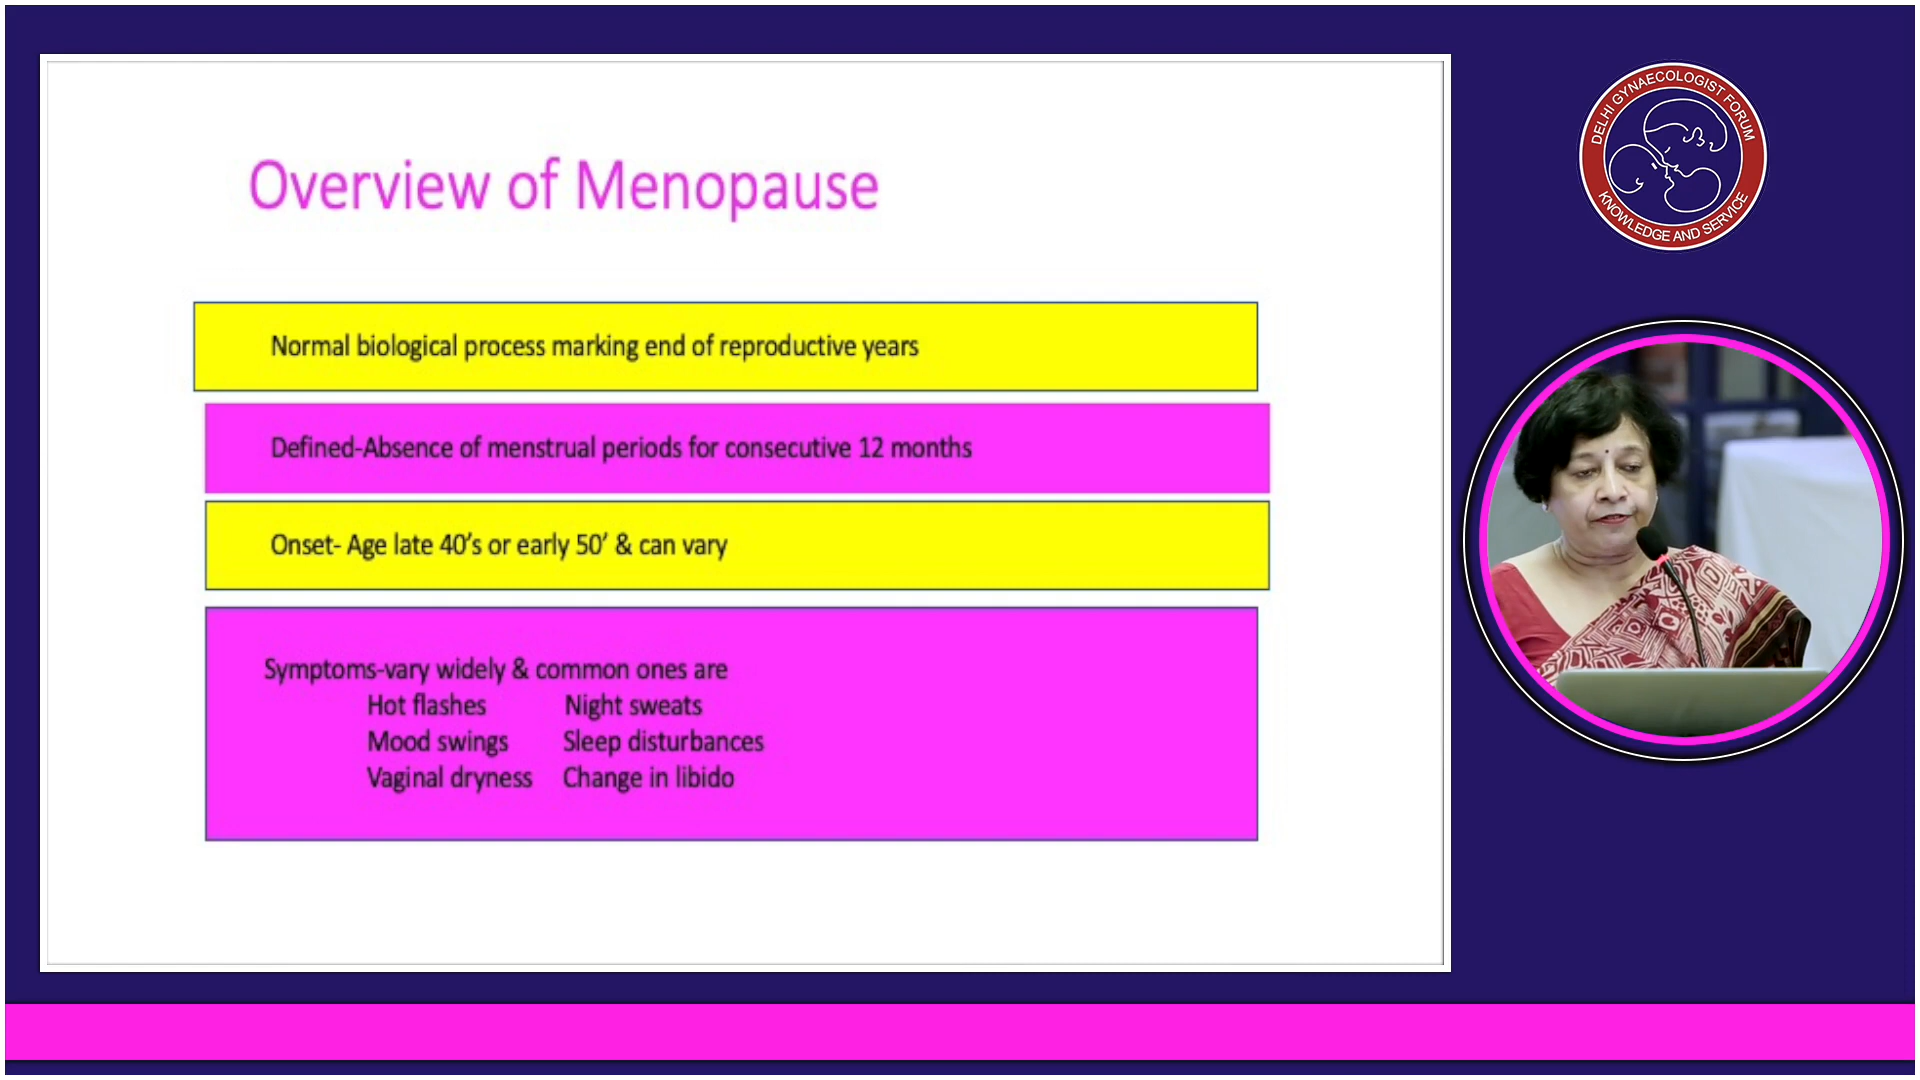 Overview of Menopause
Normal biological process marking end of reproductive years
Defined-Absence of menstrual periods for consecutive 12 months
Onset- Age late 40's or early 50' & can vary
Symptoms-vary widely & common ones are
Hot flashes Night sweats
Mood swings Sleep disturbances
Vaginal dryness Change in libido
DELHI GYNAECOLOGIST FORUM
KNOWLEDGE AND SERVICE